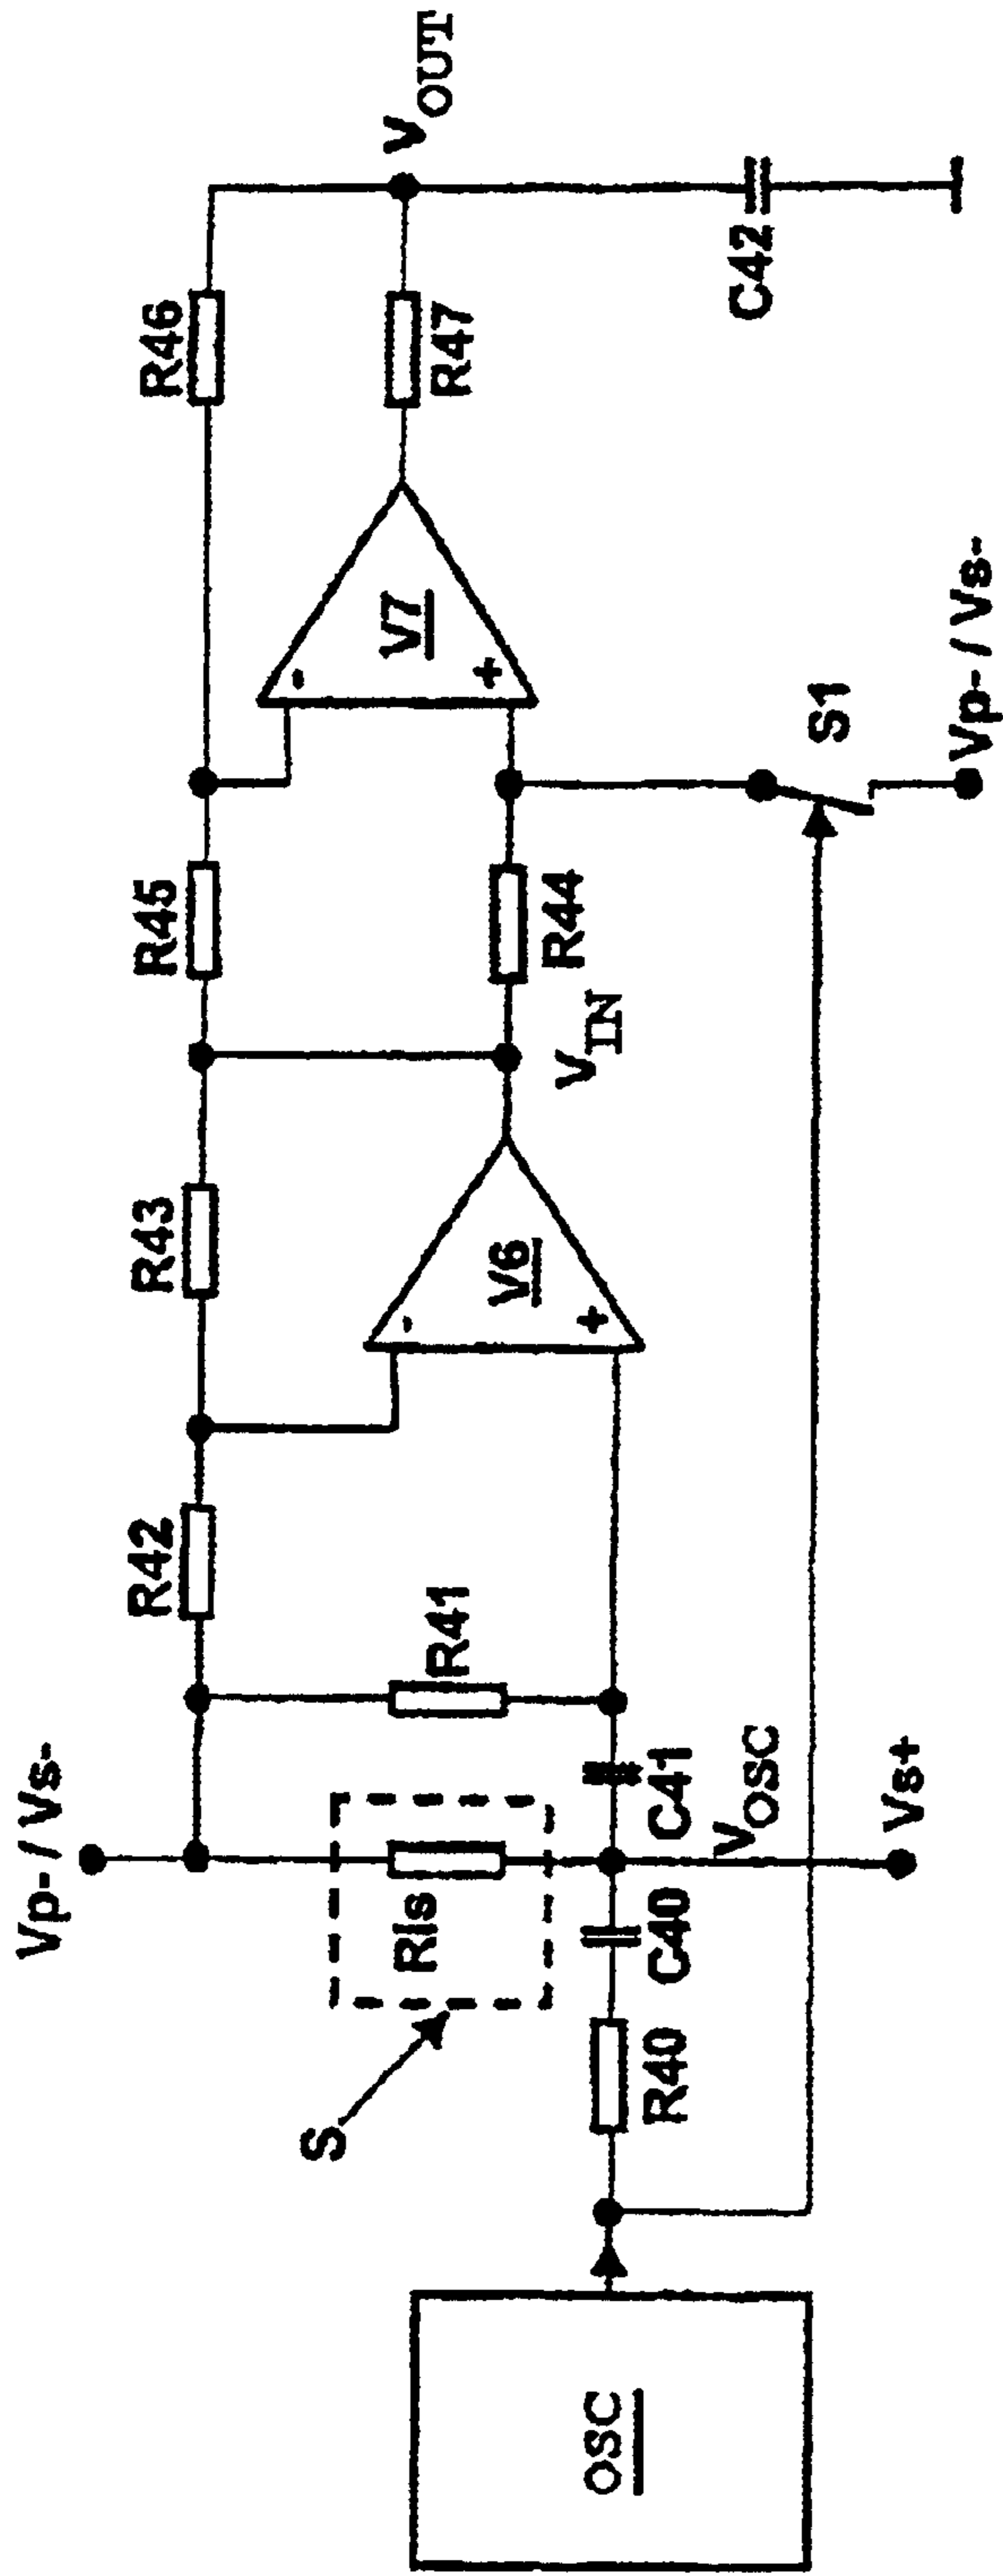 OSC
S
R40
C40
Vp- / Vs-
Ris
VOSC
Vs+
C41
R41
R42
V6
-
+
R43
VIN
R45
R44
V7
-
+
S1
Vp- / Vs-
R46
R47
VOUT
C42